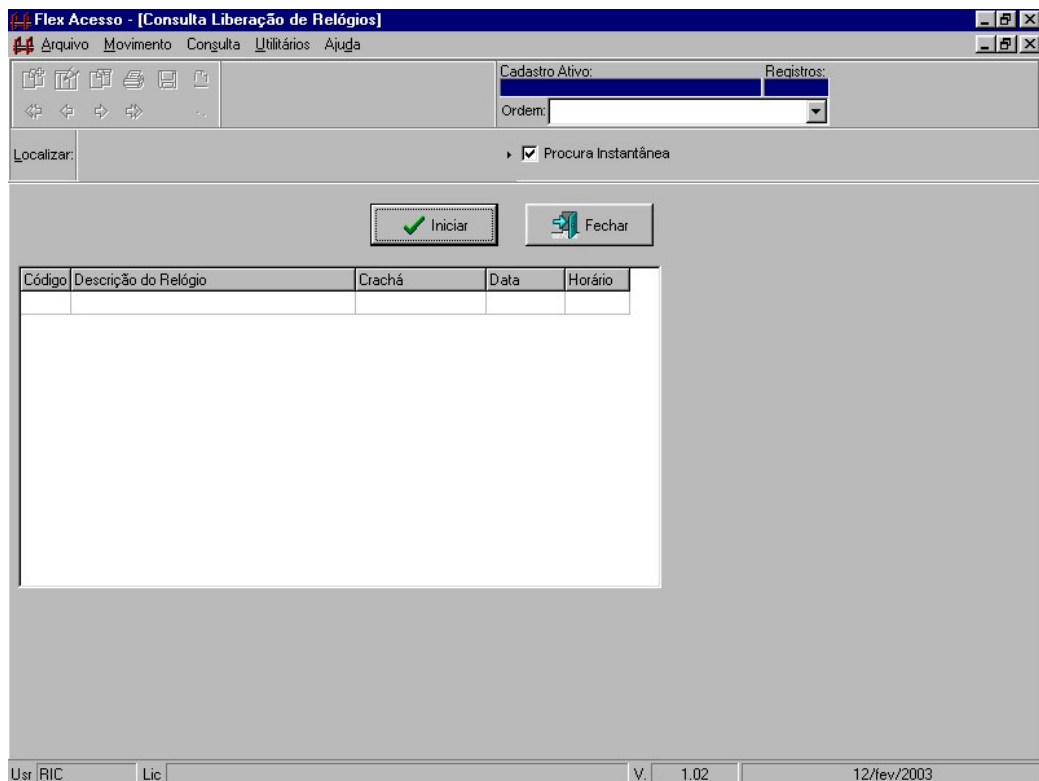 Flex Acesso - [Consulta Liberação de Relógios]
Arquivo Movimento Consulta Utilitários Ajuda
Cadastro Ativo: Registros:
Ordem:
Localizar: Procura Instantânea
Iniciar Fechar
Código Descrição do Relógio Crachá Data Horário
Usr RIC Lic V. 1.02 12/fev/2003